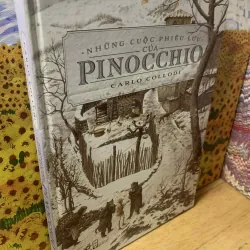 NHỮNG CUỘC PHIÊU LƯU
CỦA
PINOCCHIO
CARLO COLLODI